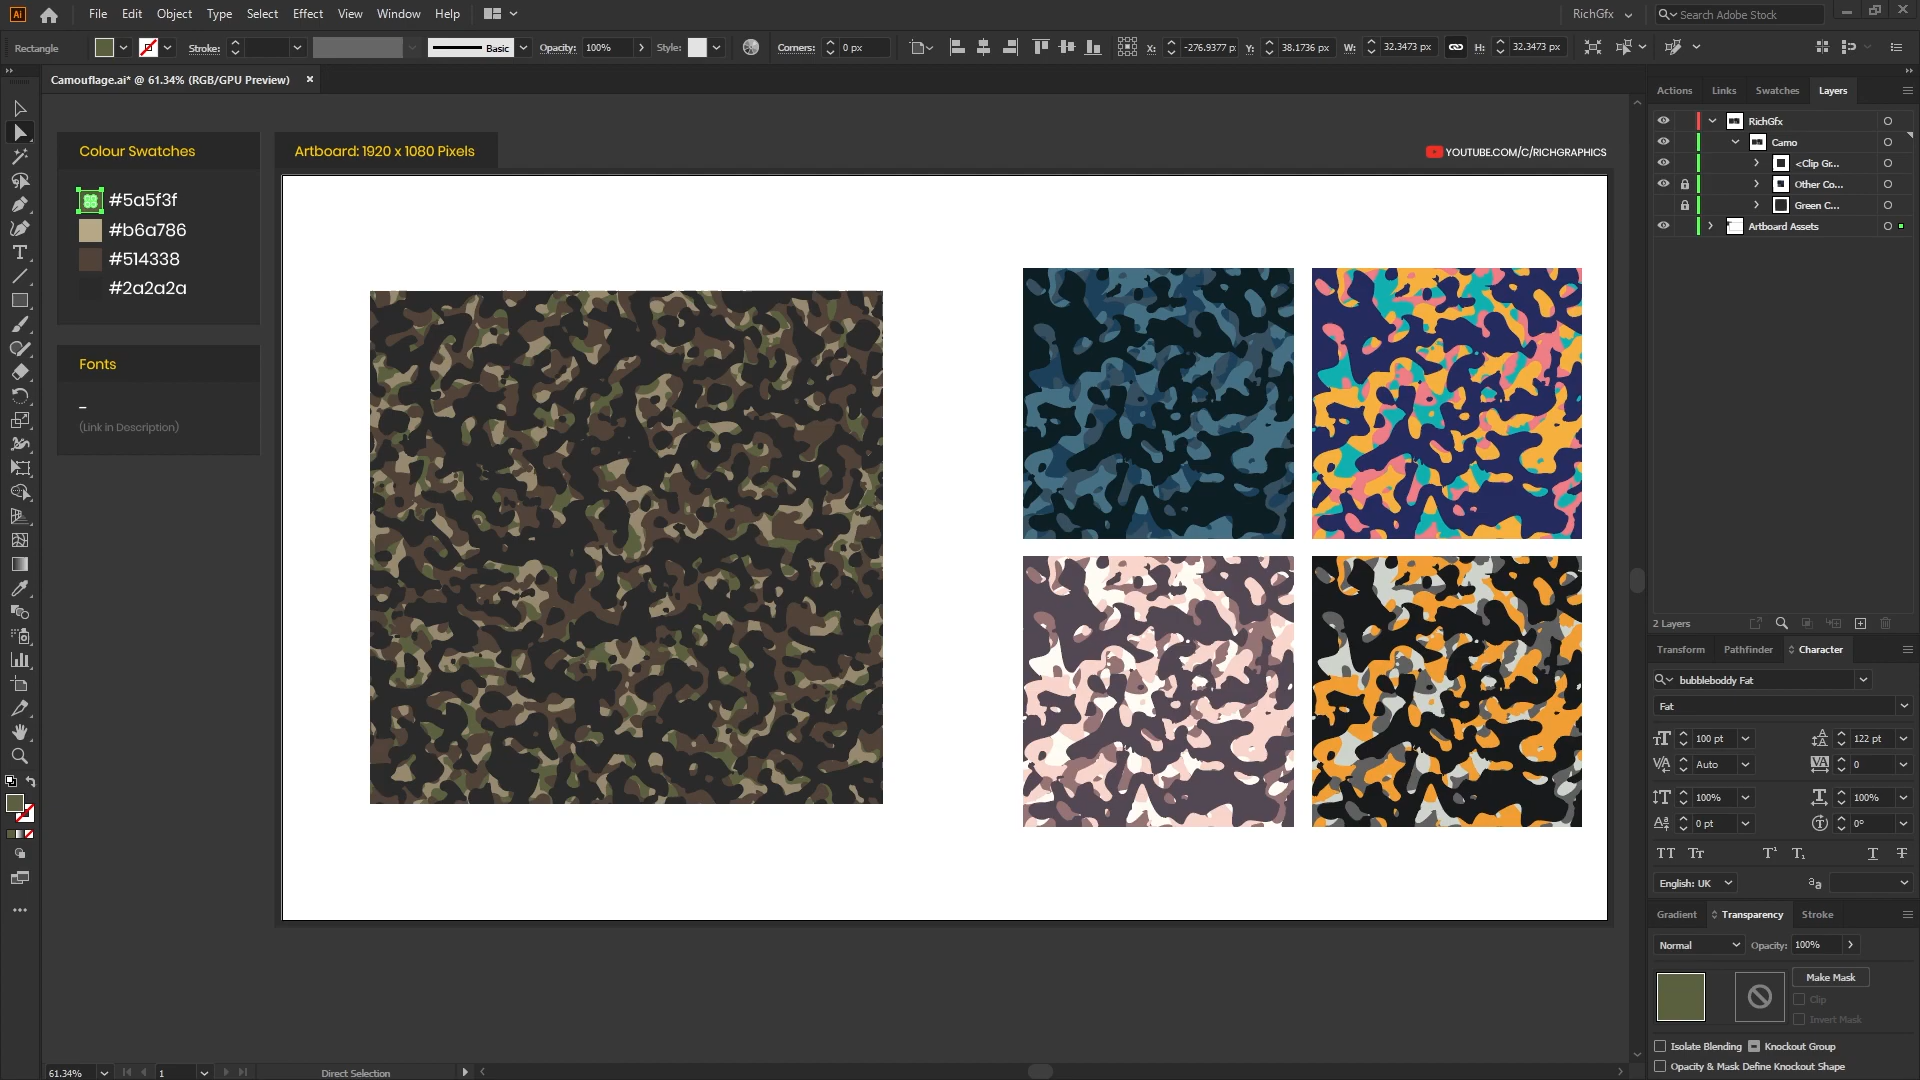 Ai File Edit Object Type Select Effect View Window Help RichGfx Search Adobe Stock
Rectangle Stroke: Basic Opacity: 100% Style: Corners: 0 px X: -276.9377 p Y: 38.1736 px W: 32.3473 px H: 32.3473 px
Camouflage.ai* @ 61.34% (RGB/GPU Preview)
Actions Links Swatches Layers
RichGfx
Camo
<Clip Gr...
Other Co...
Green C...
Artboard Assets
Colour Swatches
#5a5f3f
#b6a786
#514338
#2a2a2a
Fonts
–
(Link in Description)
Artboard: 1920 x 1080 Pixels
YOUTUBE.COM/C/RICHGRAPHICS
2 Layers
Transform Pathfinder Character
bubbleboddy Fat
Fat
100 pt 122 pt
Auto 0
100% 100%
0 pt 0°
English: UK
Gradient Transparency Stroke
Normal Opacity: 100%
Make Mask
Clip
Invert Mask
Isolate Blending Knockout Group
Opacity & Mask Define Knockout Shape
61.34% 1 Direct Selection